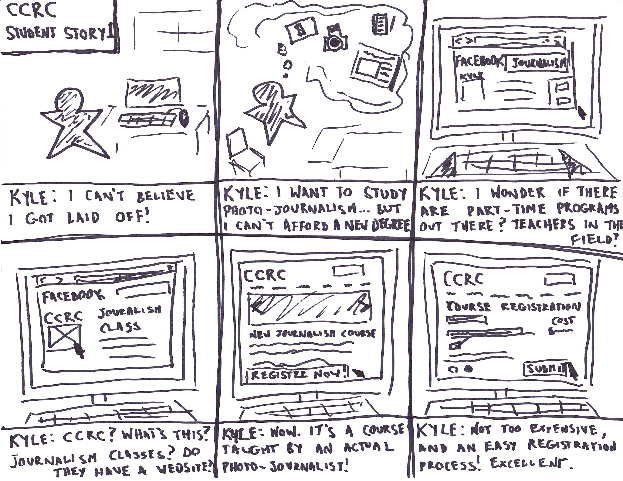 CCRC
STUDENT STORY 1
KYLE: I CAN'T BELIEVE
I GOT LAID OFF!
KYLE: I WANT TO STUDY
PHOTO-JOURNALISM... BUT
I CAN'T AFFORD A NEW DEGREE
FACEBOOK JOURNALISM
KYLE
KYLE: I WONDER IF THERE
ARE PART-TIME PROGRAMS
OUT THERE? TEACHERS IN THE
FIELD?
FACEBOOK
CCRC JOURNALISM
CLASS
KYLE: CCRC? WHAT'S THIS?
JOURNALISM CLASSES? DO
THEY HAVE A WEBSITE?
CCRC
NEW JOURNALISM COURSE
REGISTER NOW!
KYLE: WOW. IT'S A COURSE
TAUGHT BY AN ACTUAL
PHOTO-JOURNALIST!
CCRC
COURSE REGISTRATION
COST
SUBMIT
KYLE: NOT TOO EXPENSIVE,
AND AN EASY REGISTRATION
PROCESS! EXCELLENT.